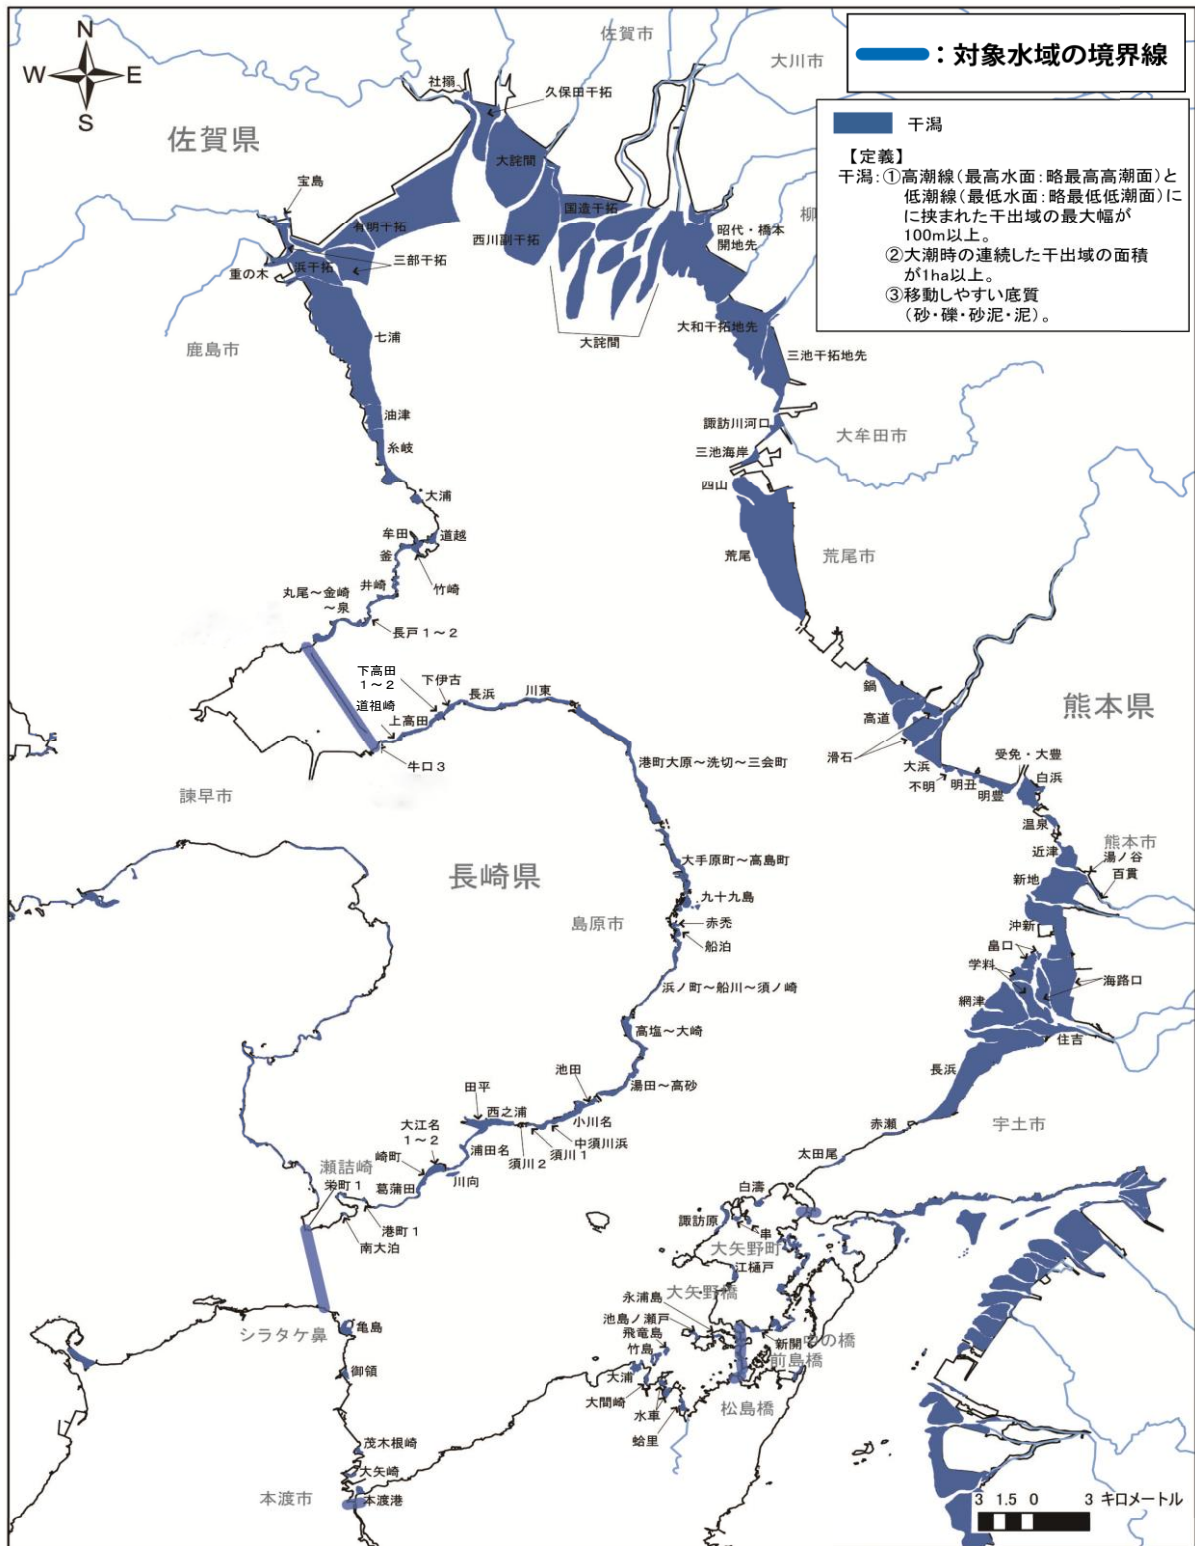 N
W
E
S
：対象水域の境界線
干潟
【定義】
干潟：①高潮線（最高水面：略最高高潮面）と
低潮線（最低水面：略最低低潮面）に
に挟まれた干出域の最大幅が
100m以上。
②大潮時の連続した干出域の面積
が1ha以上。
③移動しやすい底質
（砂・礫・砂泥・泥）。
佐賀市
大川市
柳
社搦
久保田干拓
佐賀県
大詫間
宝島
有明干拓
国造干拓
西川副干拓
昭代・橋本
開地先
三部干拓
浜干拓
重の木
大和干拓地先
大詫間
七浦
鹿島市
三池干拓地先
油津
諏訪川河口
大牟田市
糸岐
三池海岸
四山
大浦
牟田
道越
釜
荒尾
荒尾市
竹崎
井崎
丸尾～金崎
～泉
長戸１～２
下高田
１～２
下伊古
長浜
川東
道祖崎
上高田
牛口３
鍋
高道
滑石
熊本県
大浜
不明
明丑
明豊
受免・大豊
白浜
温泉
港町大原～洗切～三会町
諫早市
熊本市
近津
湯ノ谷
百貫
新地
大手原町～高島町
長崎県
九十九島
島原市
赤禿
船泊
沖新
畠口
学料
海路口
網津
浜ノ町～船川～須ノ崎
高塩～大崎
住吉
長浜
池田
湯田～高砂
田平
西之浦
小川名
中須川浜
須川１
須川２
大江名
１～２
浦田名
崎町
川向
葛蒲田
赤瀬
宇土市
太田尾
瀬詰崎
栄町１
港町１
南大泊
白濤
諏訪原
串
大矢野町
江樋戸
大矢野橋
永浦島
池島ノ瀬戸
飛竜島
竹島
新開
中の橋
前島橋
シラタケ鼻
亀島
御領
大浦
大間崎
水車
松島橋
蛤里
茂木根崎
大矢崎
本渡市
本渡港
3 1.5 0 3 キロメートル